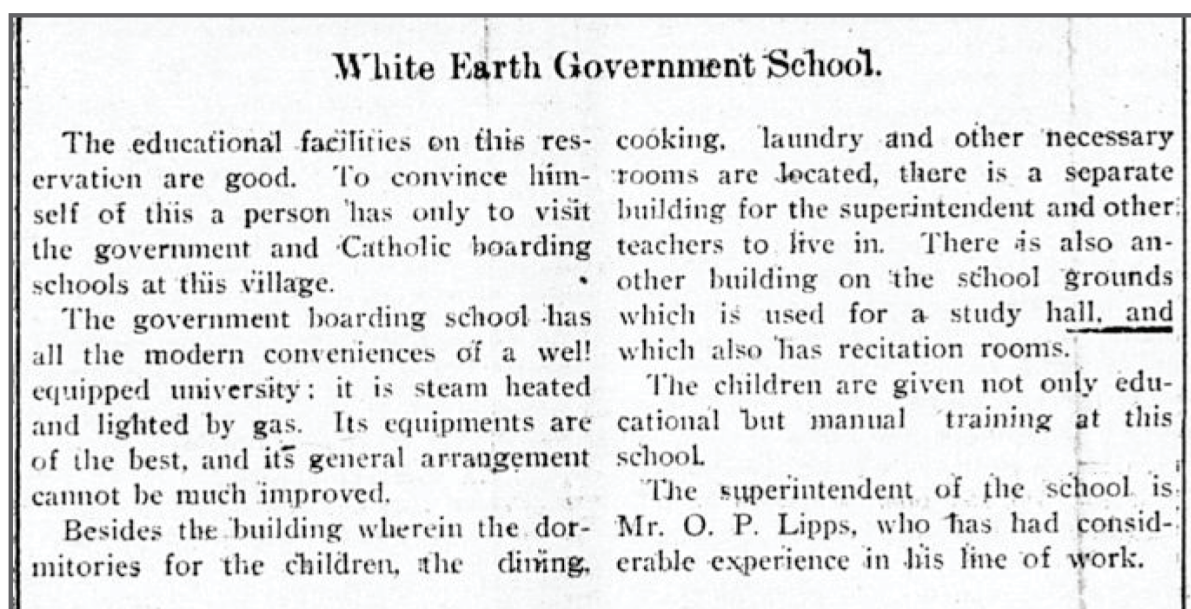 White Earth Government School.
The educational facilities on this res-
ervation are good. To convince him-
self of this a person has only to visit
the government and Catholic boarding
schools at this village.
The government boarding school has
all the modern conveniences of a well
equipped university; it is steam heated
and lighted by gas. Its equipments are
of the best, and its general arrangement
cannot be much improved.
Besides the building wherein the dor-
mitories for the children, the dining,
cooking, laundry and other necessary
rooms are located, there is a separate
building for the superintendent and other
teachers to live in. There is also an-
other building on the school grounds
which is used for a study hall, and
which also has recitation rooms.
The children are given not only edu-
cational but manual training at this
school.
The superintendent of the school is
Mr. O. P. Lipps, who has had consid-
erable experience in his line of work.